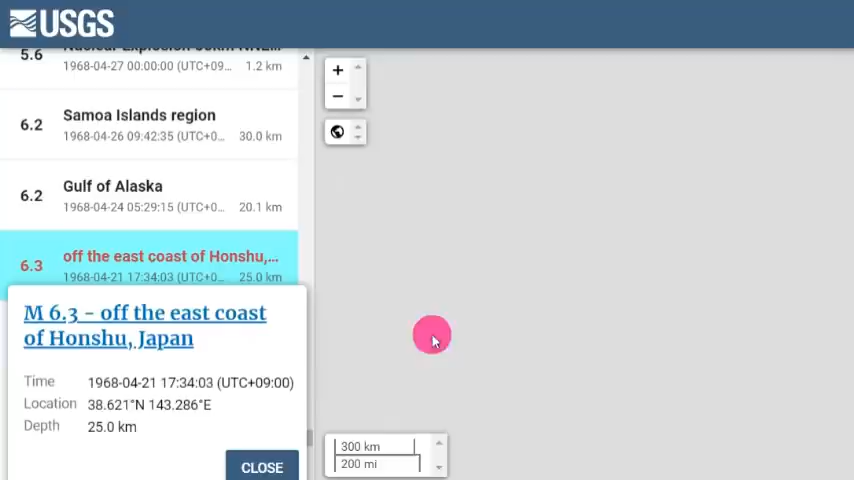 USGS
5.6
1968-04-27 00:00:00 (UTC+09... 1.2 km
6.2 Samoa Islands region
1968-04-26 09:42:35 (UTC+0... 30.0 km
6.2 Gulf of Alaska
1968-04-24 05:29:15 (UTC+0... 20.1 km
6.3 off the east coast of Honshu,...
1968-04-21 17:34:03 (UTC+0... 25.0 km
M 6.3 - off the east coast
of Honshu, Japan
Time 1968-04-21 17:34:03 (UTC+09:00)
Location 38.621°N 143.286°E
Depth 25.0 km
CLOSE
+
−
300 km
200 mi